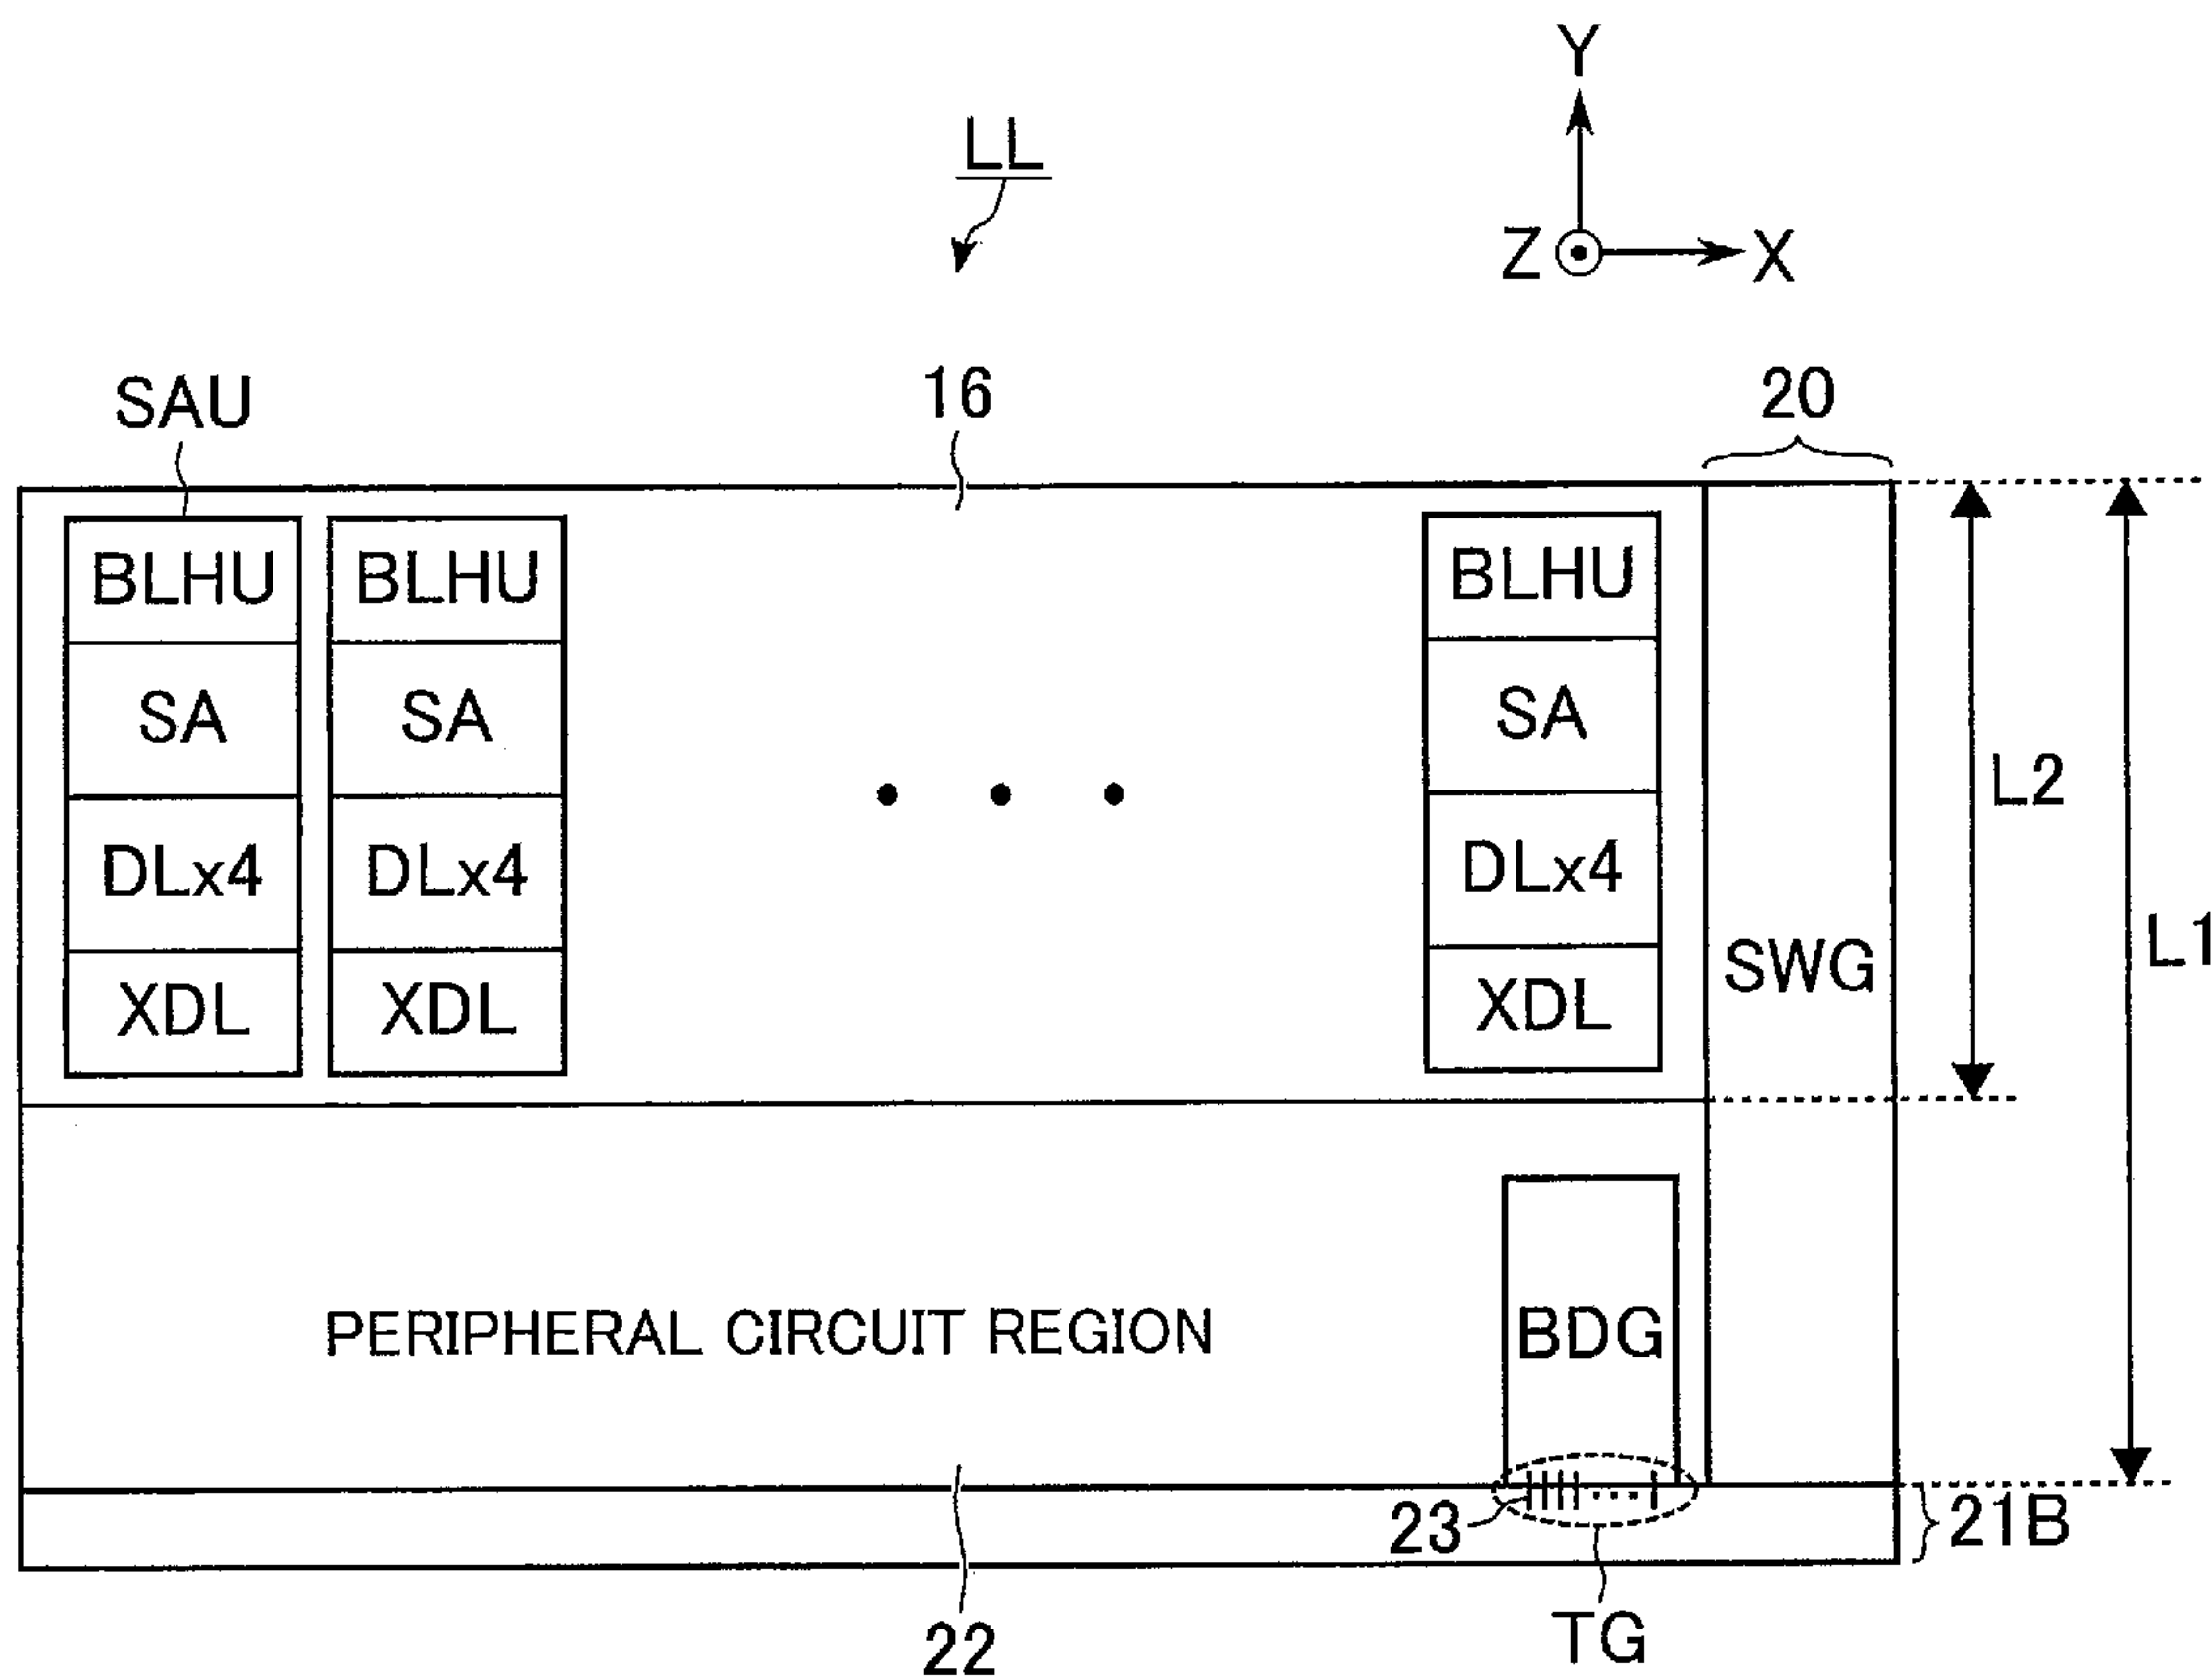 Y
LL
Z
X
SAU
16
20
BLHU
BLHU
BLHU
SA
SA
SA
L2
DLx4
DLx4
DLx4
L1
SWG
XDL
XDL
XDL
PERIPHERAL CIRCUIT REGION
BDG
23
21B
22
TG